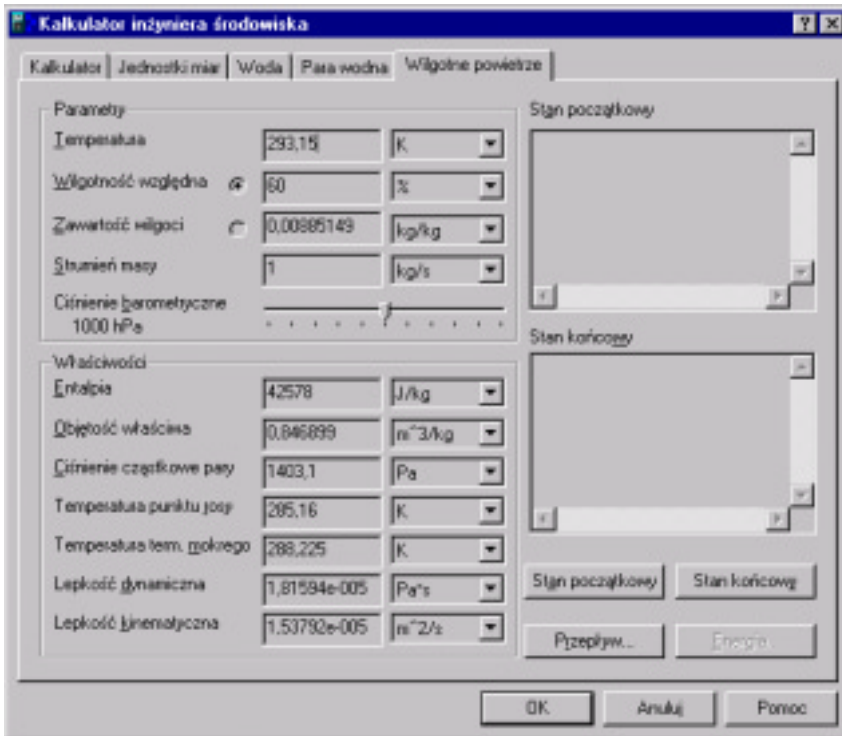 Kalkulator inżyniera środowiska
Kalkulator Jednostki miar Woda Para wodna Wilgotne powietrze
Parametry
Temperatura 293,15 K
Wilgotność względna 60 %
Zawartość wilgoci 0,00885149 kg/kg
Strumień masy 1 kg/s
Ciśnienie barometryczne
1000 hPa
Właściwości
Entalpia 42578 J/kg
Objętość właściwa 0,846899 m^3/kg
Ciśnienie cząstkowe pary 1403,1 Pa
Temperatura punktu josy 285,16 K
Temperatura term. mokrego 288,225 K
Lepkość dynamiczna 1,81594e-005 Pa*s
Lepkość kinematyczna 1,53792e-005 m^2/s
Stan początkowy
Stan końcowy
Stan początkowy Stan końcowy
Przepływ... Energia...
OK Anuluj Pomoc